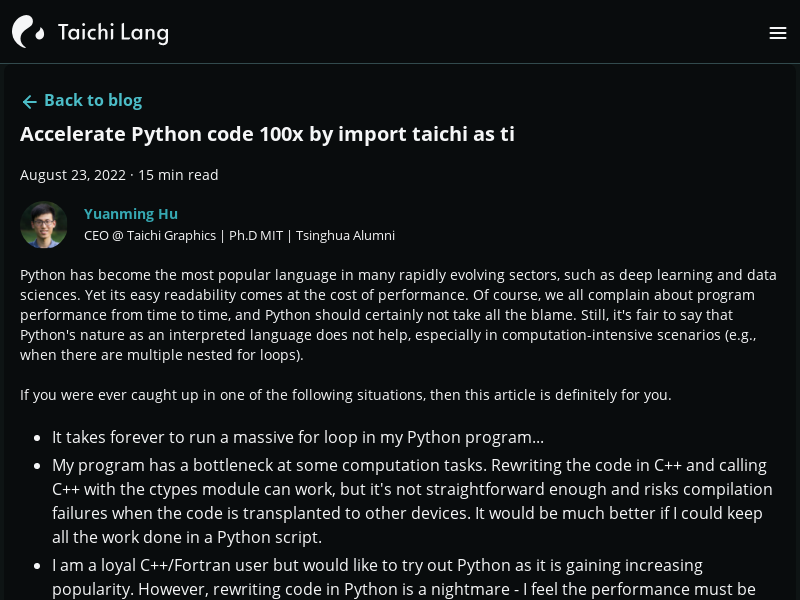 Taichi Lang
Back to blog
Accelerate Python code 100x by import taichi as ti
August 23, 2022 · 15 min read
Yuanming Hu
CEO @ Taichi Graphics | Ph.D MIT | Tsinghua Alumni
Python has become the most popular language in many rapidly evolving sectors, such as deep learning and data
sciences. Yet its easy readability comes at the cost of performance. Of course, we all complain about program
performance from time to time, and Python should certainly not take all the blame. Still, it's fair to say that
Python's nature as an interpreted language does not help, especially in computation-intensive scenarios (e.g.,
when there are multiple nested for loops).
If you were ever caught up in one of the following situations, then this article is definitely for you.
• It takes forever to run a massive for loop in my Python program...
• My program has a bottleneck at some computation tasks. Rewriting the code in C++ and calling
C++ with the ctypes module can work, but it's not straightforward enough and risks compilation
failures when the code is transplanted to other devices. It would be much better if I could keep
all the work done in a Python script.
• I am a loyal C++/Fortran user but would like to try out Python as it is gaining increasing
popularity. However, rewriting code in Python is a nightmare - I feel the performance must be